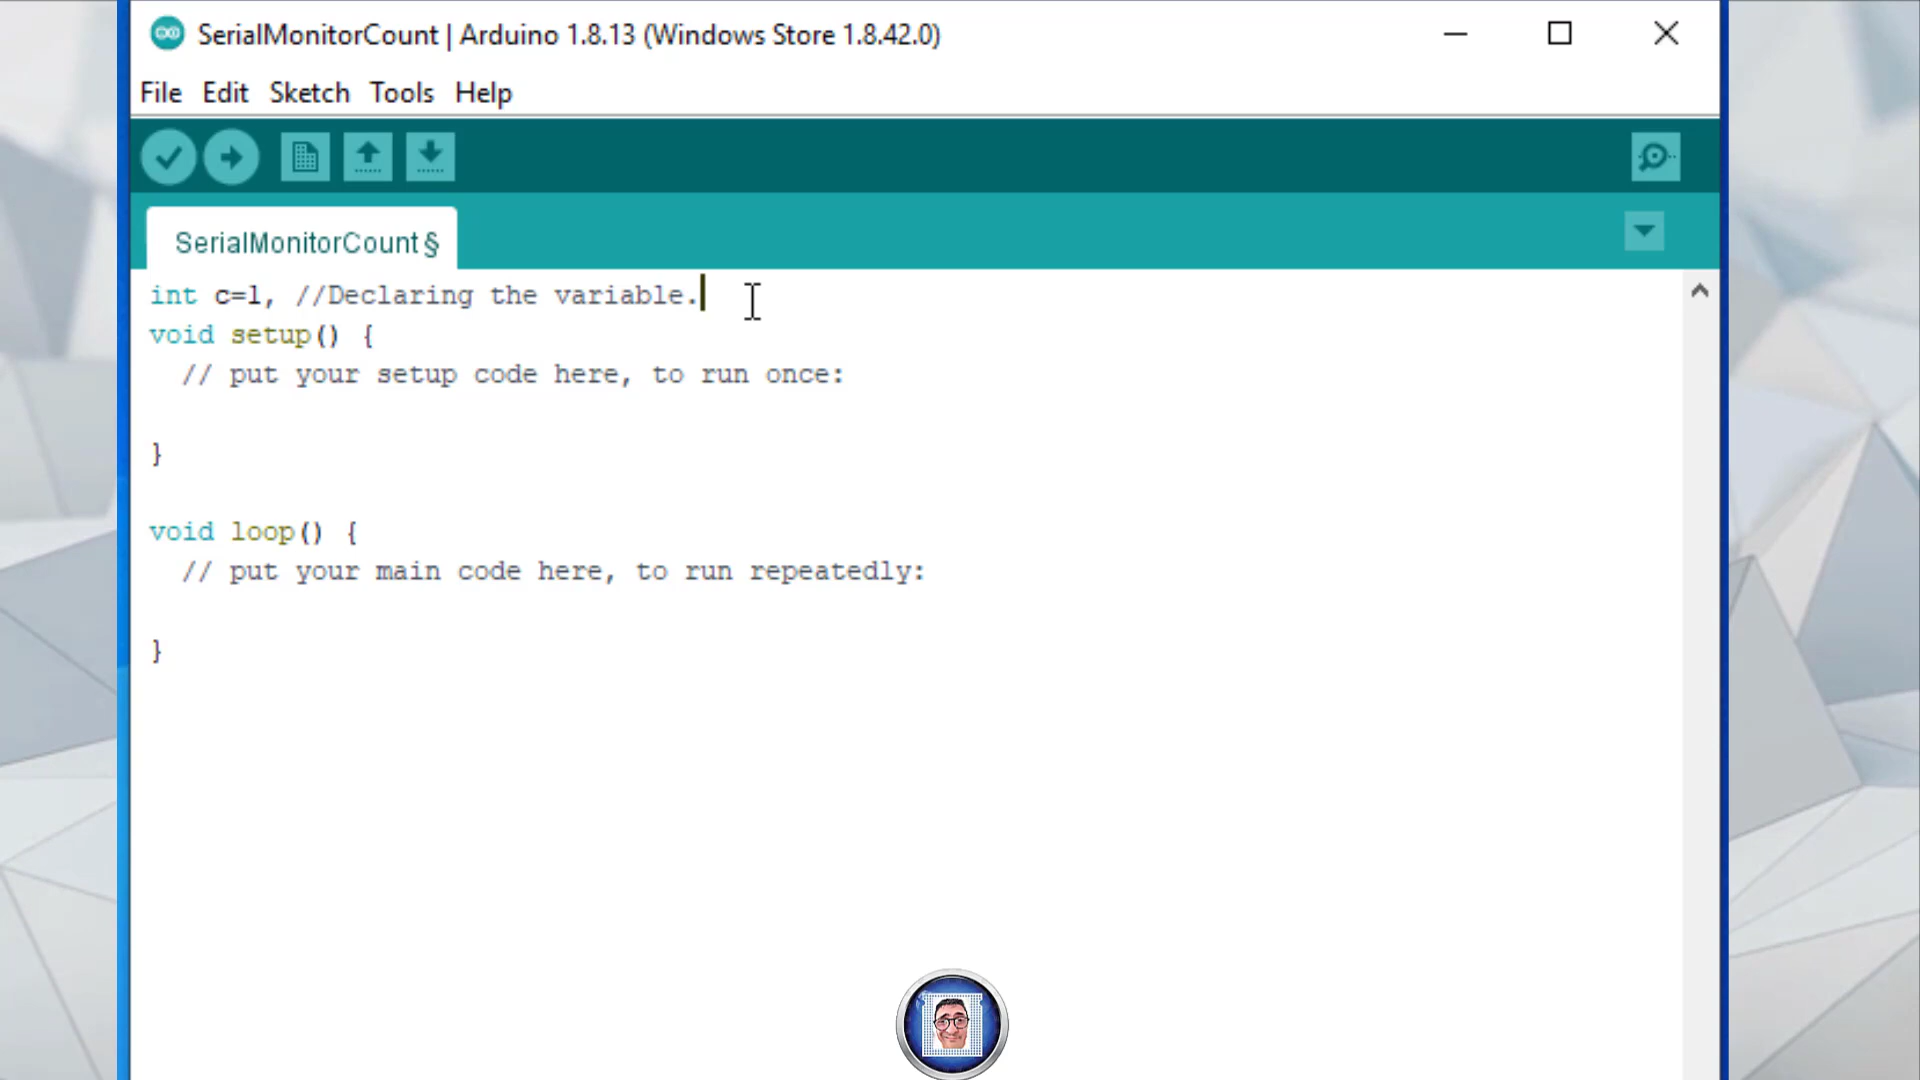 SerialMonitorCount | Arduino 1.8.13 (Windows Store 1.8.42.0)
File Edit Sketch Tools Help
SerialMonitorCount §
int c=1, //Declaring the variable.
void setup() {
  // put your setup code here, to run once:
}
void loop() {
  // put your main code here, to run repeatedly:
}